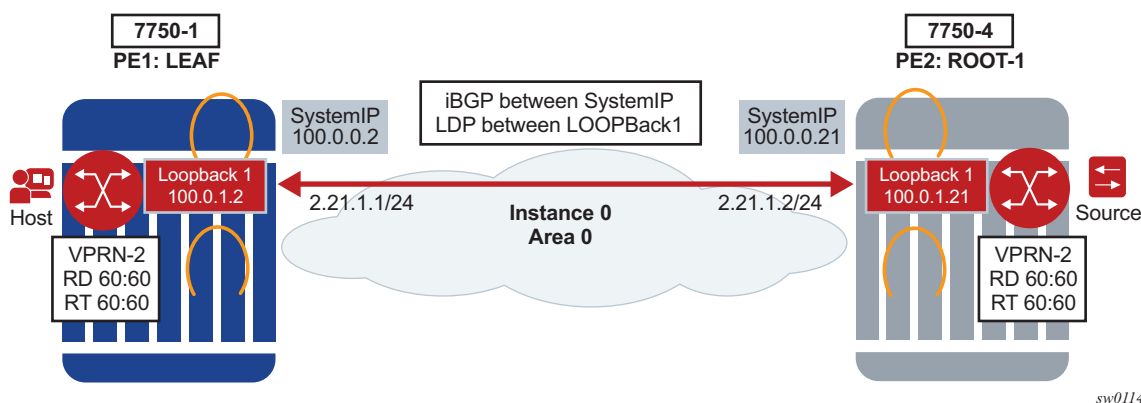 7750-1
PE1: LEAF
7750-4
PE2: ROOT-1
iBGP between SystemIP
LDP between LOOPBack1
SystemIP
100.0.0.2
SystemIP
100.0.0.21
Host
Loopback 1
100.0.1.2
2.21.1.1/24
Instance 0
Area 0
2.21.1.2/24
Loopback 1
100.0.1.21
Source
VPRN-2
RD 60:60
RT 60:60
VPRN-2
RD 60:60
RT 60:60
sw0114